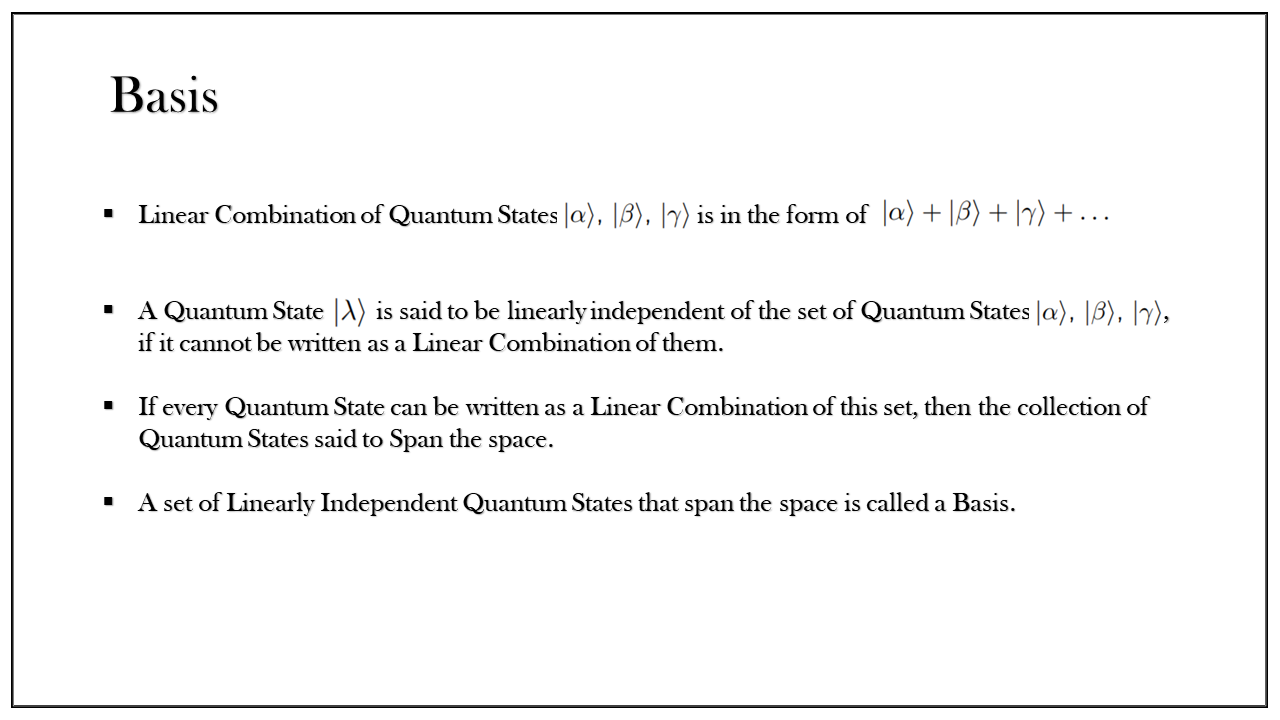 Basis
▪ Linear Combination of Quantum States |α⟩, |β⟩, |γ⟩ is in the form of |α⟩ + |β⟩ + |γ⟩ + ...
▪ A Quantum State |λ⟩ is said to be linearly independent of the set of Quantum States |α⟩, |β⟩, |γ⟩,
if it cannot be written as a Linear Combination of them.
▪ If every Quantum State can be written as a Linear Combination of this set, then the collection of
Quantum States said to Span the space.
▪ A set of Linearly Independent Quantum States that span the space is called a Basis.